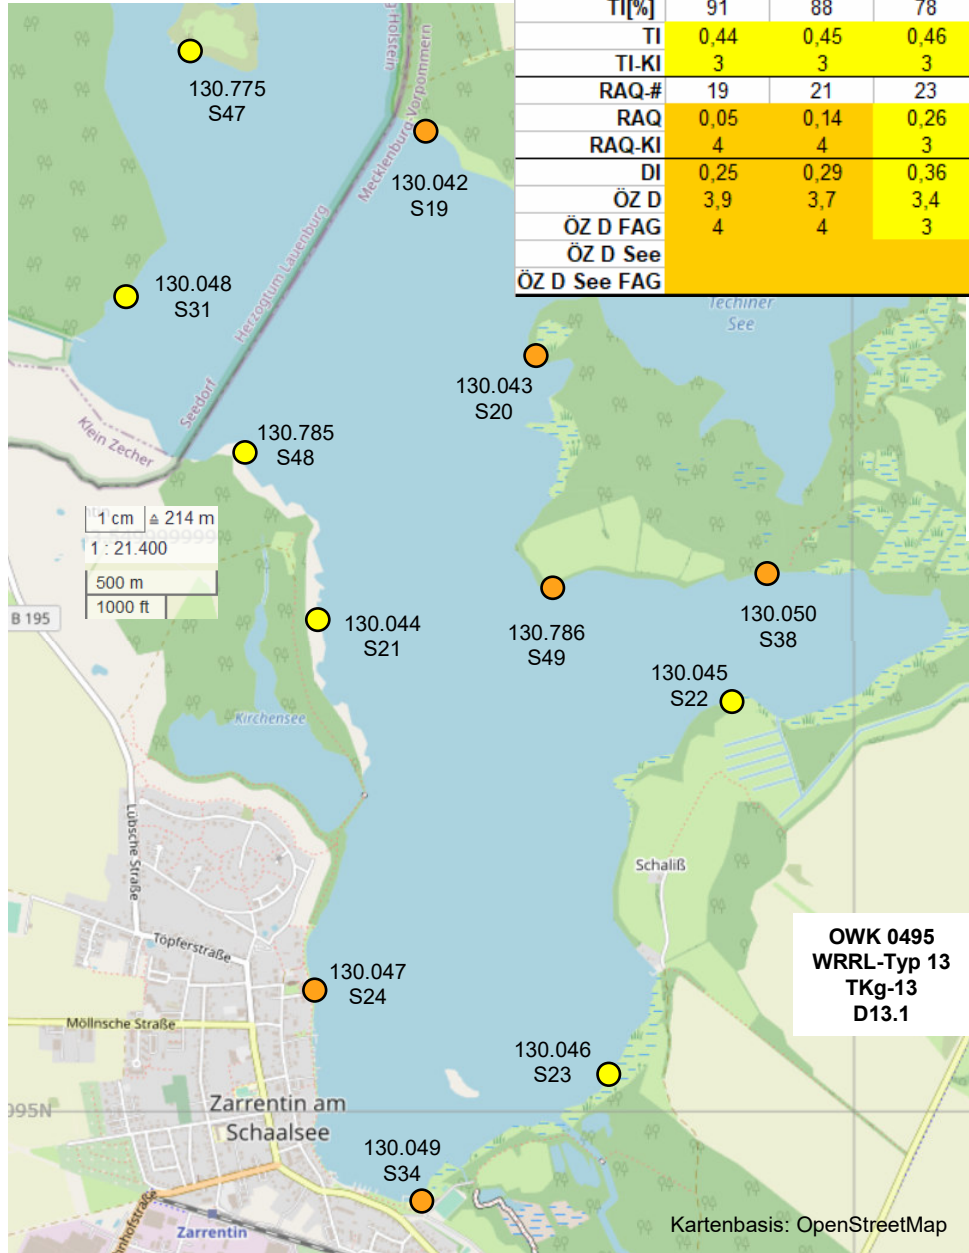 TI[%] 91 88 78
TI 0,44 0,45 0,46
TI-KI 3 3 3
RAQ-# 19 21 23
RAQ 0,05 0,14 0,26
RAQ-KI 4 4 3
DI 0,25 0,29 0,36
ÖZ D 3,9 3,7 3,4
ÖZ D FAG 4 4 3
ÖZ D See
ÖZ D See FAG
g-Holstein
Mecklenburg-Vorpommern
130.775
S47
130.042
S19
Herzogtum Lauenburg
130.048
S31
Techiner
See
130.043
S20
Seedorf
Klein Zecher
130.785
S48
1 cm ≙ 214 m
1 : 21.400
500 m
1000 ft
B 195
130.044
S21
130.786
S49
130.050
S38
130.045
S22
Kirchensee
Lübsche Straße
Schaliß
Töpferstraße
OWK 0495
WRRL-Typ 13
TKg-13
D13.1
130.047
S24
Möllnsche Straße
130.046
S23
095N
Zarrentin am
Schaalsee
130.049
S34
nhofstraße
Zarrentin
Kartenbasis: OpenStreetMap